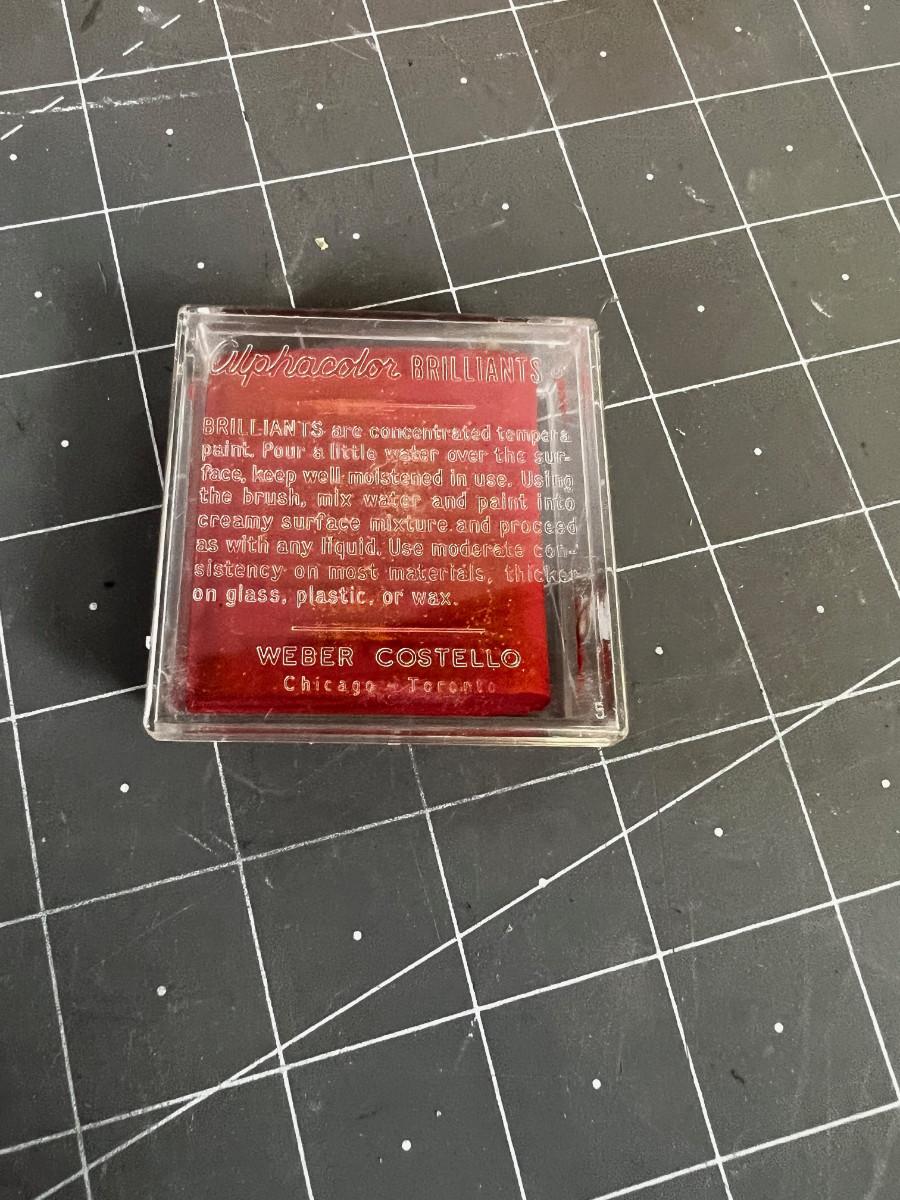 Alphacolor BRILLIANTS
BRILLIANTS are concentrated tempera
paint. Pour a little water over the sur-
face, keep well moistened in use. Using
the brush, mix water and paint into
creamy surface mixture and proceed
as with any liquid. Use moderate con-
sistency on most materials, thicker
on glass, plastic, or wax.
WEBER COSTELLO
Chicago - Toronto